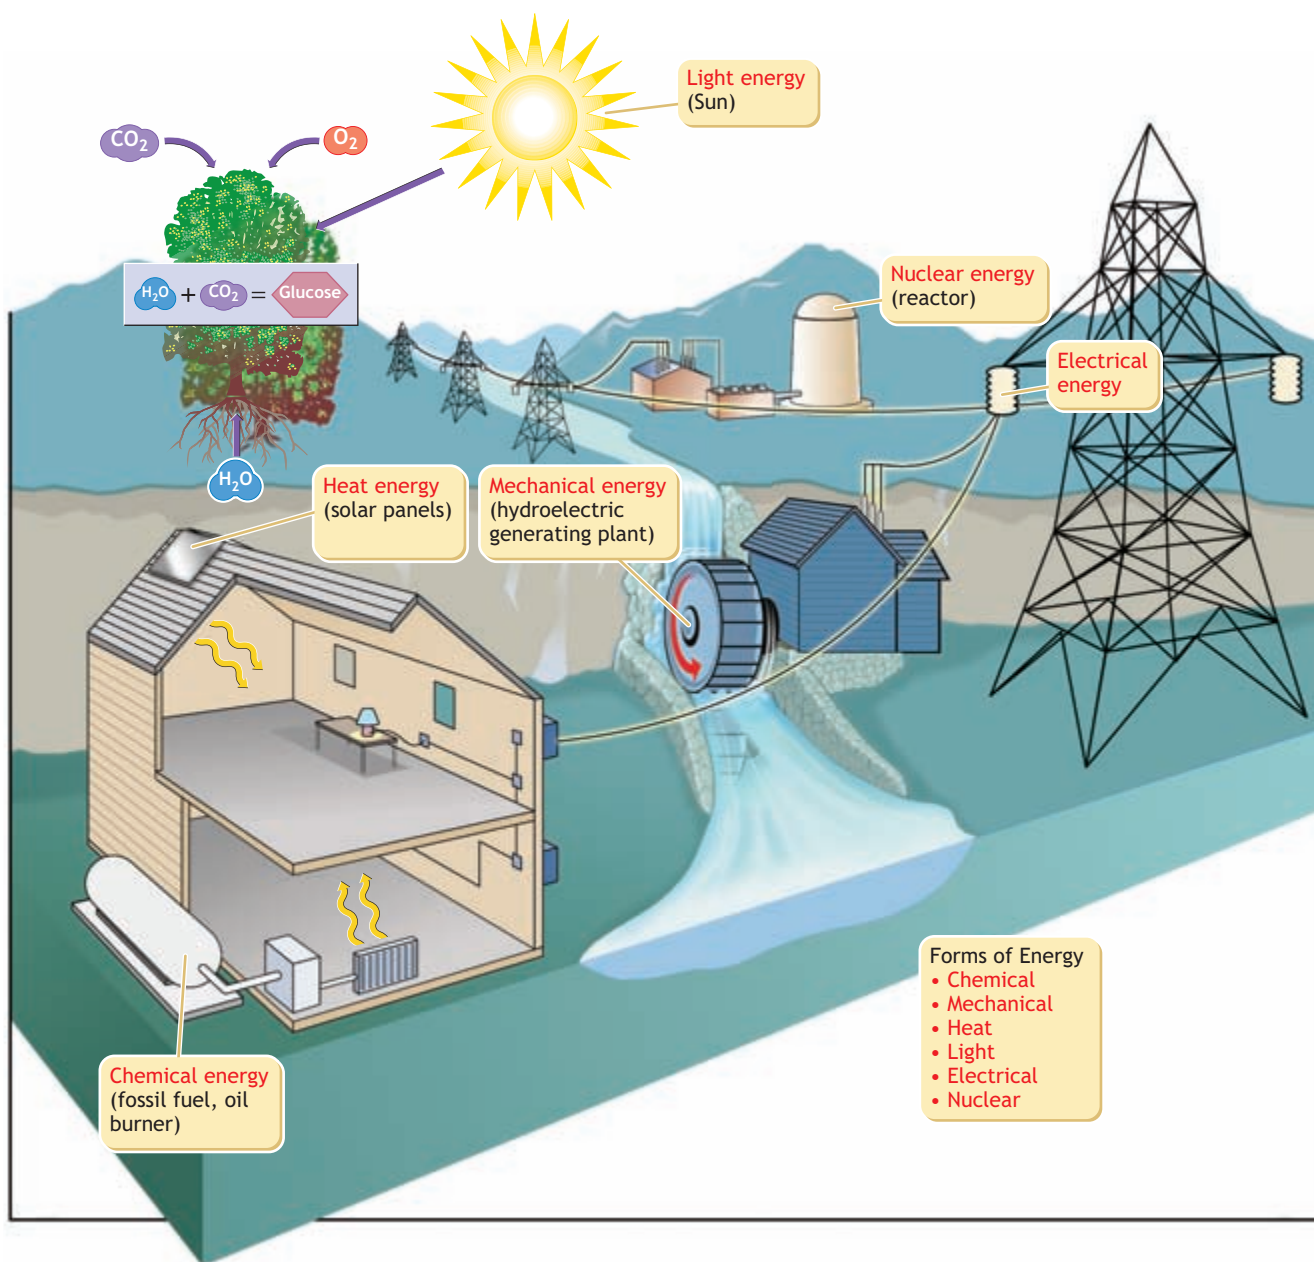 Light energy
(Sun)
CO₂
O₂
H₂O + CO₂ = Glucose
H₂O
Nuclear energy
(reactor)
Electrical
energy
Heat energy
(solar panels)
Mechanical energy
(hydroelectric
generating plant)
Chemical energy
(fossil fuel, oil
burner)
Forms of Energy
• Chemical
• Mechanical
• Heat
• Light
• Electrical
• Nuclear